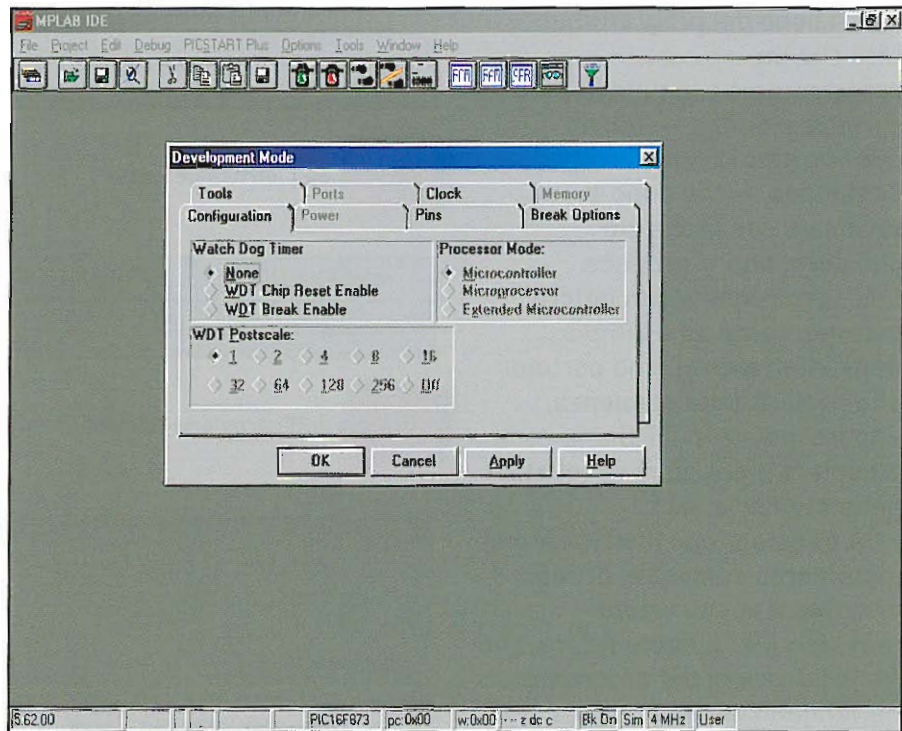 MPLAB IDE
File Project Edit Debug PICSTART Plus Options Tools Window Help
Development Mode
Tools Ports Clock Memory
Configuration Power Pins Break Options
Watch Dog Timer Processor Mode:
None Microcontroller
WDT Chip Reset Enable Microprocessor
WDT Break Enable Extended Microcontroller
WDT Postscale:
1 2 4 8 16
32 64 128 256 Off
OK Cancel Apply Help
5.62.00 PIC16F873 pc:0x00 w:0x00 -- z dc c Bk On Sim 4 MHz User